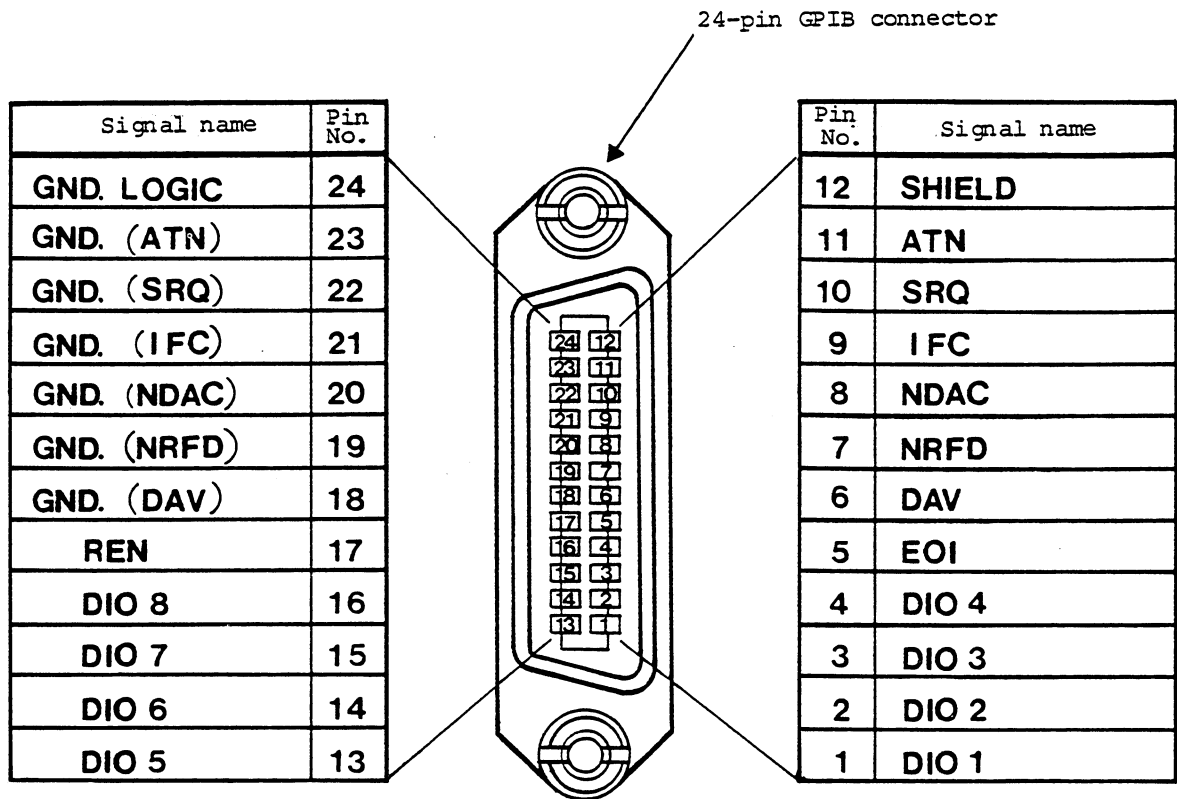 24-pin GPIB connector
Signal name Pin No.
GND. LOGIC 24
GND. (ATN) 23
GND. (SRQ) 22
GND. (IFC) 21
GND. (NDAC) 20
GND. (NRFD) 19
GND. (DAV) 18
REN 17
DIO 8 16
DIO 7 15
DIO 6 14
DIO 5 13
24 12
23 11
22 10
21 9
20 8
19 7
18 6
17 5
16 4
15 3
14 2
13 1
Pin No. Signal name
12 SHIELD
11 ATN
10 SRQ
9 IFC
8 NDAC
7 NRFD
6 DAV
5 EOI
4 DIO 4
3 DIO 3
2 DIO 2
1 DIO 1